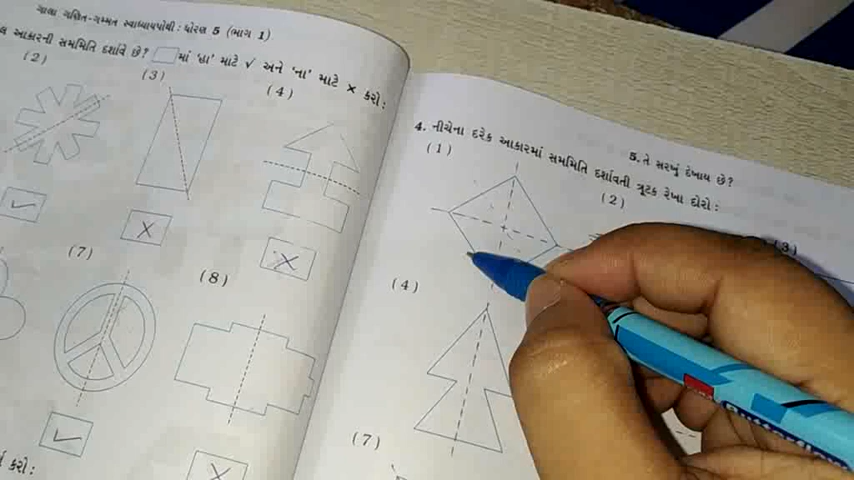 ગાલા ગણિત-ગમ્મત સ્વાધ્યાયપોથી : ધોરણ 5 (ભાગ 1)
આકારની સમમિતિ દર્શાવે છે? માં 'હા' માટે √ અને 'ના' માટે × કરો :
(2)
(3)
(4)
(7)
(8)
કરો :
5. તે સરખું દેખાય છે?
4. નીચેના દરેક આકારમાં સમમિતિ દર્શાવતી ત્રૂટક રેખા દોરો :
(1)
(2)
(3)
(4)
(7)